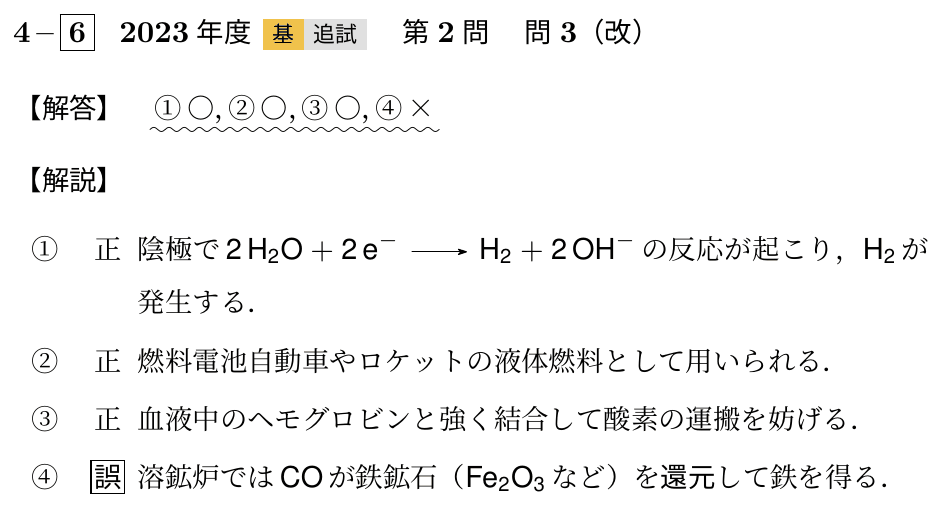 4−6 2023年度 基 追試 第2問 問3（改）
【解答】 ①○,②○,③○,④×
【解説】
① 正 陰極で2H₂O + 2e⁻ ⟶ H₂ + 2OH⁻の反応が起こり，H₂が
発生する．
② 正 燃料電池自動車やロケットの液体燃料として用いられる．
③ 正 血液中のヘモグロビンと強く結合して酸素の運搬を妨げる．
④ 誤 溶鉱炉ではCOが鉄鉱石（Fe₂O₃など）を還元して鉄を得る．